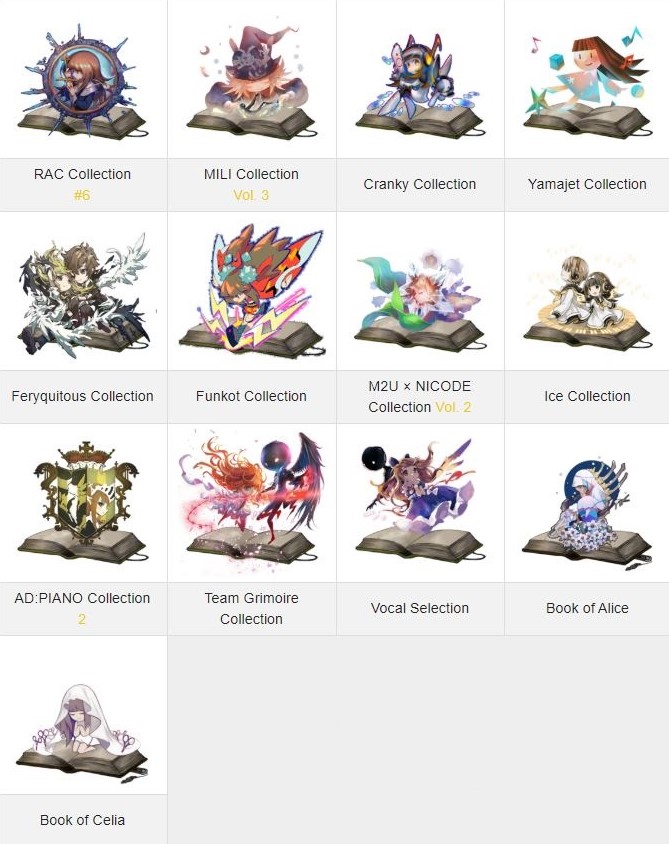 RAC Collection
#6
MILI Collection
Vol. 3
Cranky Collection
Yamajet Collection
Feryquitous Collection
Funkot Collection
M2U × NICODE
Collection Vol. 2
Ice Collection
AD:PIANO Collection
2
Team Grimoire
Collection
Vocal Selection
Book of Alice
Book of Celia